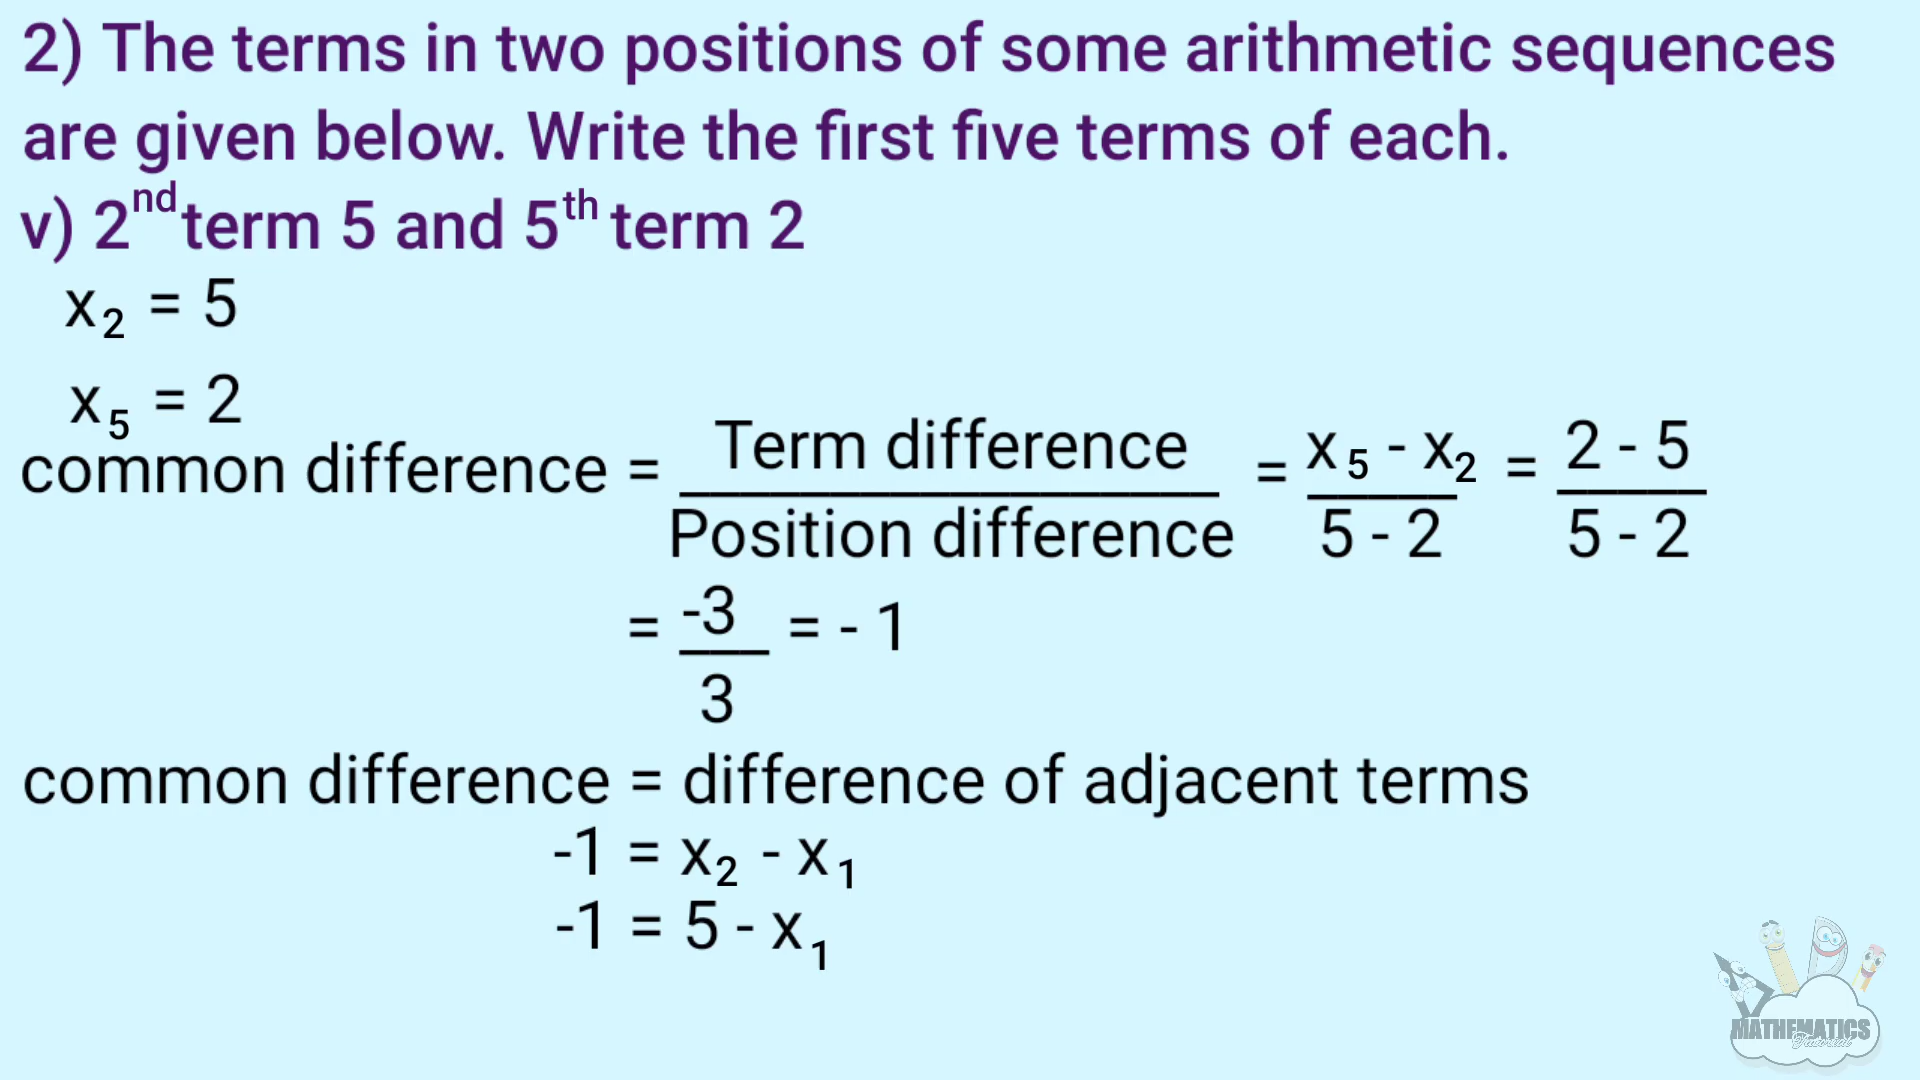 2) The terms in two positions of some arithmetic sequences
are given below. Write the first five terms of each.
v) 2nd term 5 and 5th term 2
x₂ = 5
x₅ = 2
common difference = Term difference / Position difference = x₅ - x₂ / 5 - 2 = 2 - 5 / 5 - 2
= -3 / 3 = - 1
common difference = difference of adjacent terms
-1 = x₂ - x₁
-1 = 5 - x₁
MATHEMATICS
Tutorial